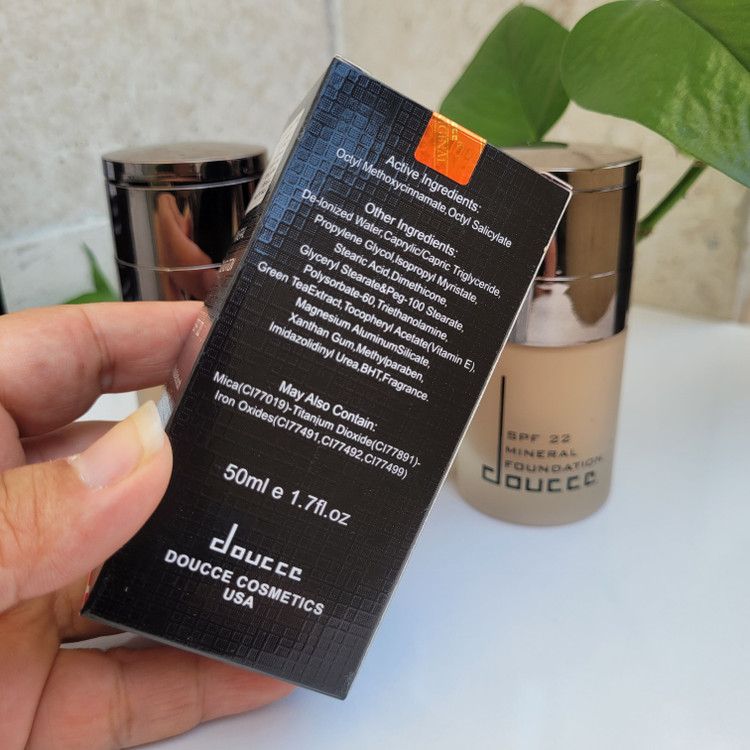 Active Ingredients:
Octyl Methoxycinnamate,Octyl Salicylate
Other Ingredients:
De-Ionized Water,Caprylic/Capric Triglyceride,
Propylene Glycol,Isopropyl Myristate,
Stearic Acid,Dimethicone,
Glyceryl Stearate&Peg-100 Stearate,
Polysorbate-60,Triethanolamine,
Green TeaExtract,Tocopheryl Acetate(Vitamin E),
Magnesium AluminumSilicate,
Xanthan Gum,Methylparaben,
Imidazolidinyl Urea,BHT,Fragrance.
May Also Contain:
Mica(CI77019)-Titanium Dioxide(CI77891)-
Iron Oxides(CI77491,CI77492,CI77499)
50ml e 1.7fl.oz
doucce
DOUCCE COSMETICS
USA
SPF 22
MINERAL
FOUNDATION
doucce